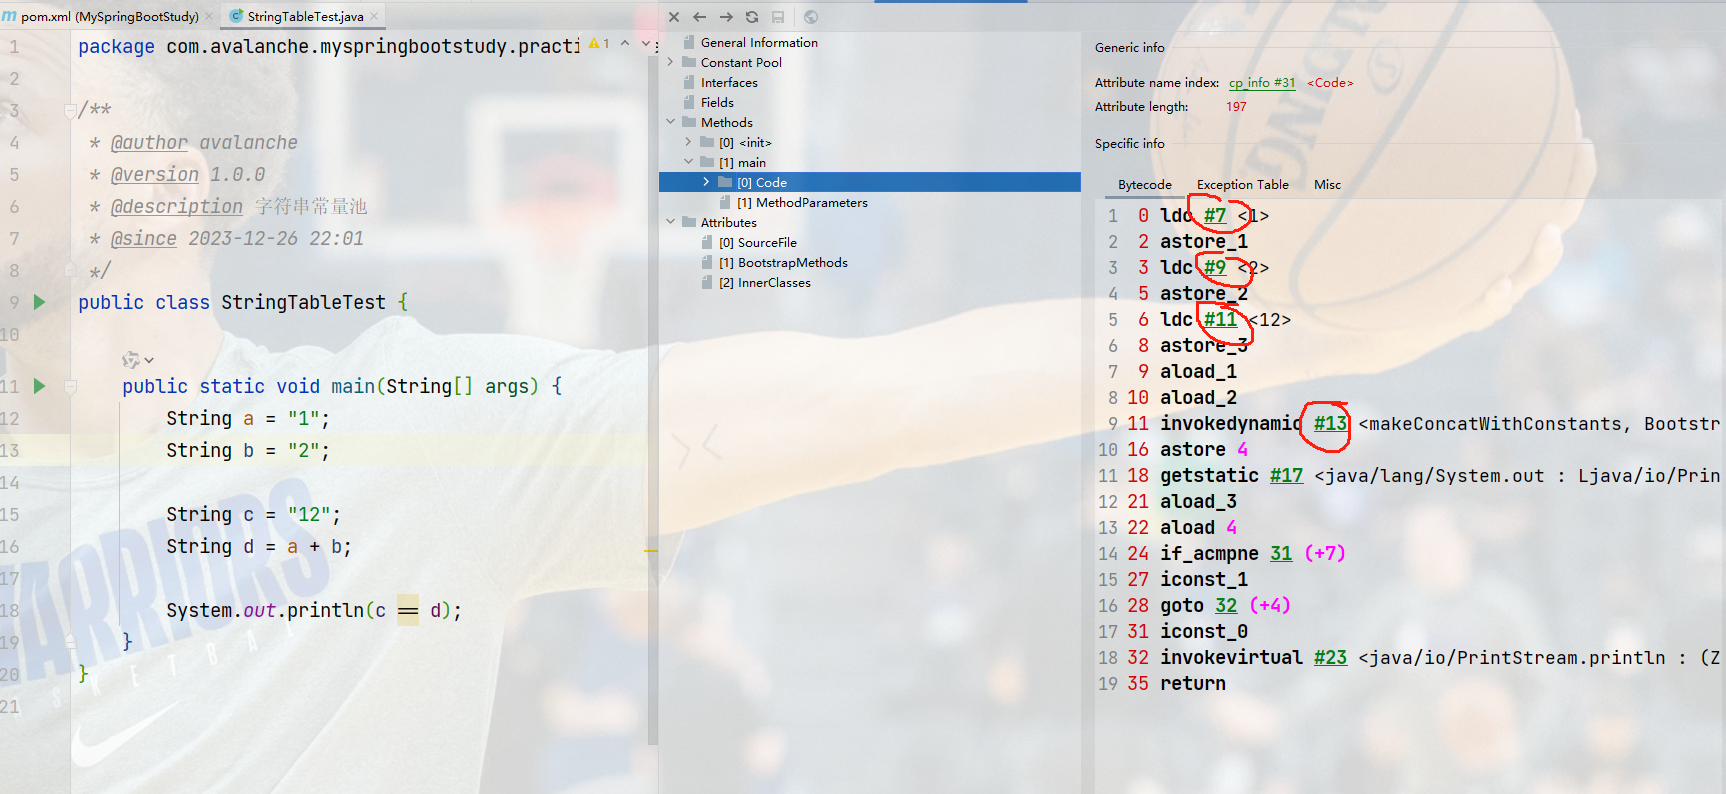 pom.xml (MySpringBootStudy)
StringTableTest.java
1 package com.avalanche.myspringbootstudy.practi
1
2
3 /**
4 * @author avalanche
5 * @version 1.0.0
6 * @description 字符串常量池
7 * @since 2023-12-26 22:01
8 */
9 public class StringTableTest {
10
11 public static void main(String[] args) {
12 String a = "1";
13 String b = "2";
14
15 String c = "12";
16 String d = a + b;
17
18 System.out.println(c == d);
19 }
20 }
21
General Information
Constant Pool
Interfaces
Fields
Methods
[0] <init>
[1] main
[0] Code
[1] MethodParameters
Attributes
[0] SourceFile
[1] BootstrapMethods
[2] InnerClasses
Generic info
Attribute name index: cp_info #31 <Code>
Attribute length: 197
Specific info
Bytecode Exception Table Misc
1 0 ldc #7 <1>
2 2 astore_1
3 3 ldc #9 <2>
4 5 astore_2
5 6 ldc #11 <12>
6 8 astore_3
7 9 aload_1
8 10 aload_2
9 11 invokedynamic #13 <makeConcatWithConstants, Bootstr
10 16 astore 4
11 18 getstatic #17 <java/lang/System.out : Ljava/io/Prin
12 21 aload_3
13 22 aload 4
14 24 if_acmpne 31 (+7)
15 27 iconst_1
16 28 goto 32 (+4)
17 31 iconst_0
18 32 invokevirtual #23 <java/io/PrintStream.println : (Z
19 35 return